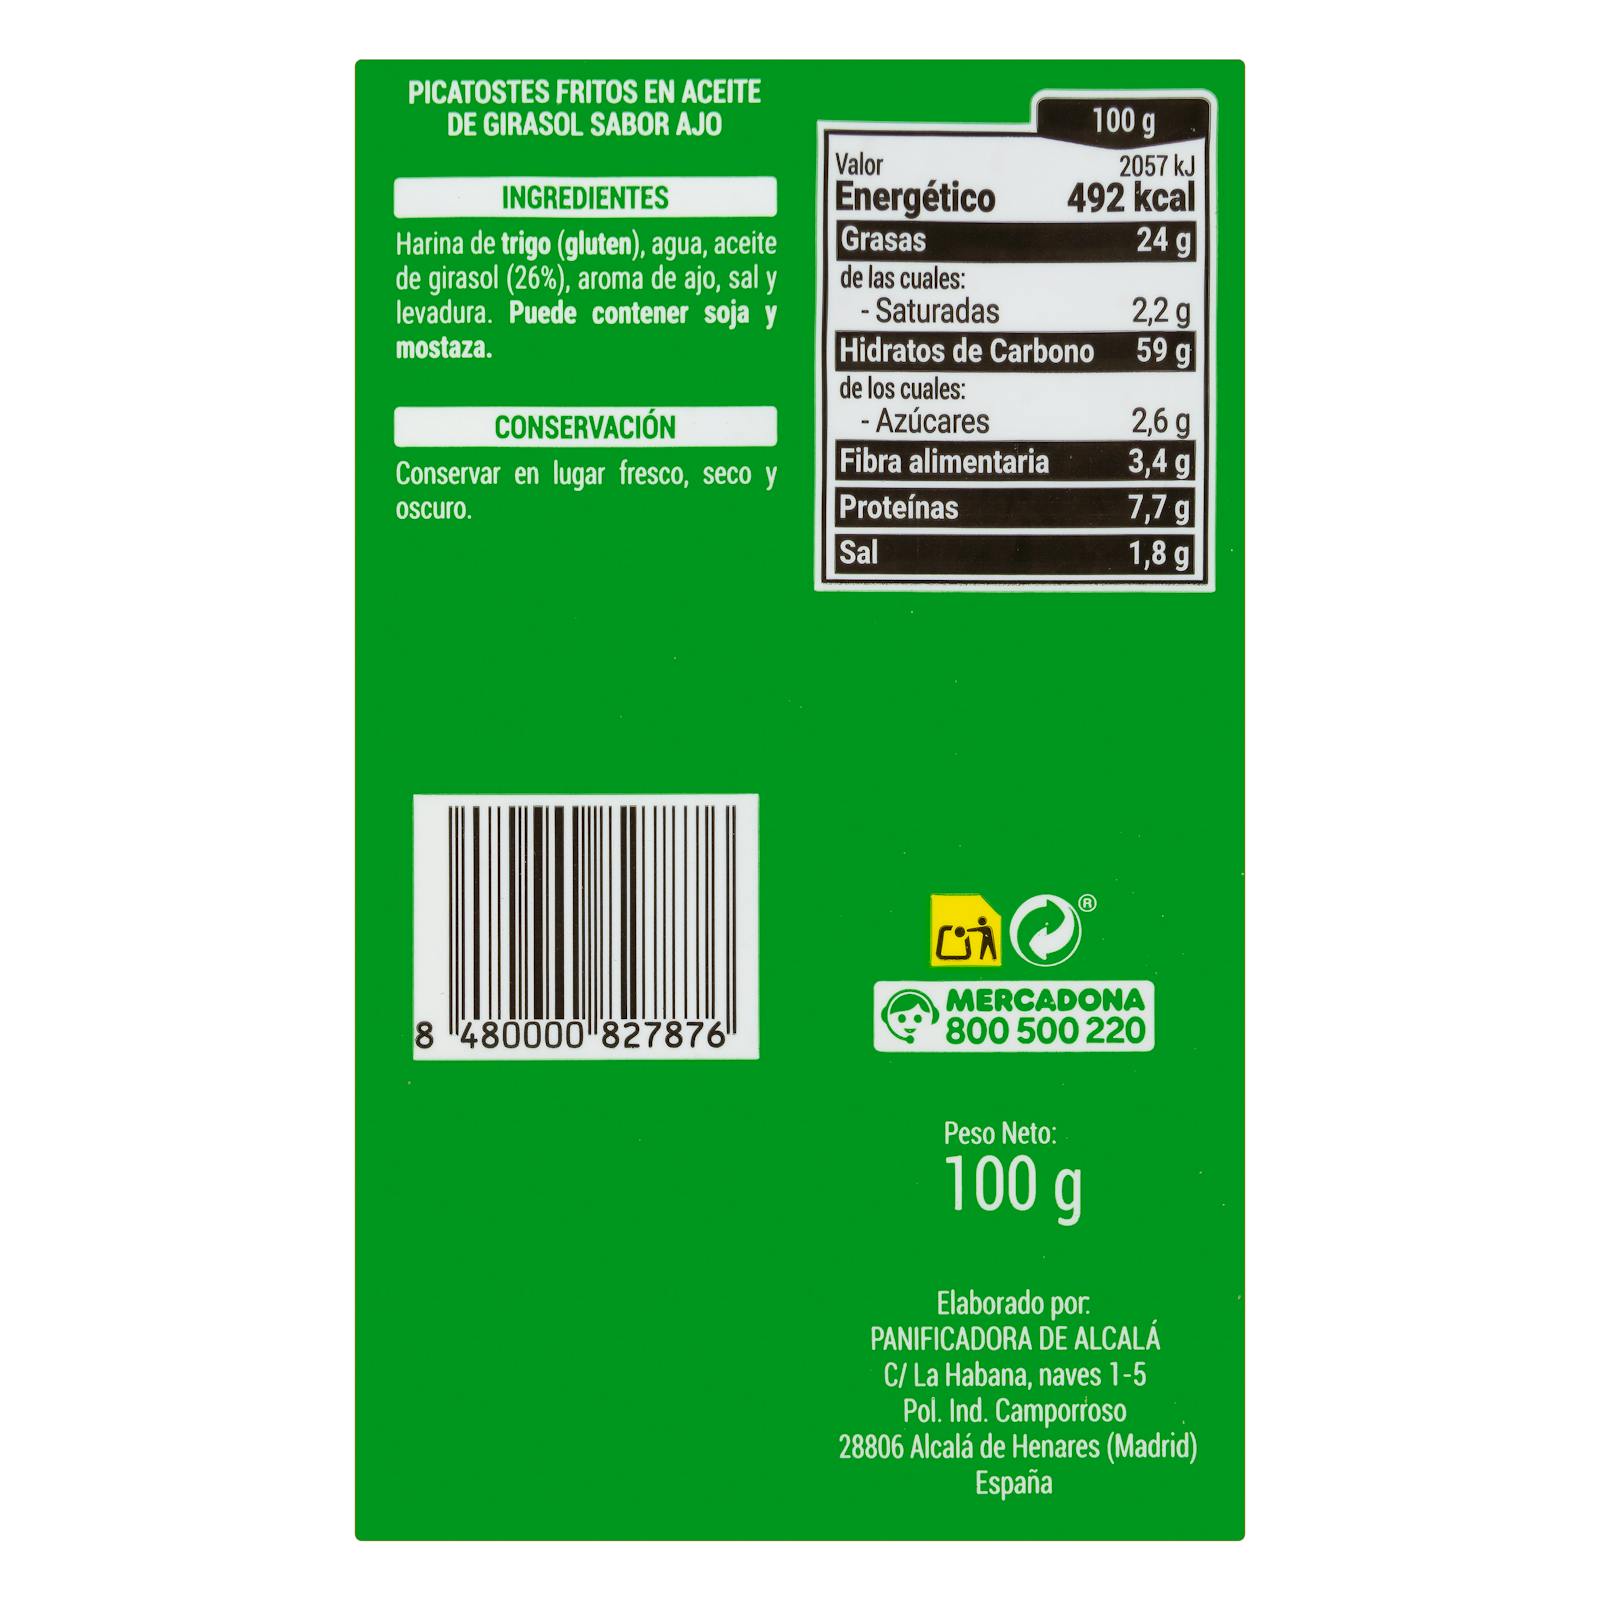 PICATOSTES FRITOS EN ACEITE
DE GIRASOL SABOR AJO
INGREDIENTES
Harina de trigo (gluten), agua, aceite
de girasol (26%), aroma de ajo, sal y
levadura. Puede contener soja y
mostaza.
CONSERVACIÓN
Conservar en lugar fresco, seco y
oscuro.
100 g
Valor 2057 kJ
Energético 492 kcal
Grasas 24 g
de las cuales:
- Saturadas 2,2 g
Hidratos de Carbono 59 g
de los cuales:
- Azúcares 2,6 g
Fibra alimentaria 3,4 g
Proteínas 7,7 g
Sal 1,8 g
8 480000 827876
®
MERCADONA
800 500 220
Peso Neto:
100 g
Elaborado por:
PANIFICADORA DE ALCALÁ
C/ La Habana, naves 1-5
Pol. Ind. Camporroso
28806 Alcalá de Henares (Madrid)
España